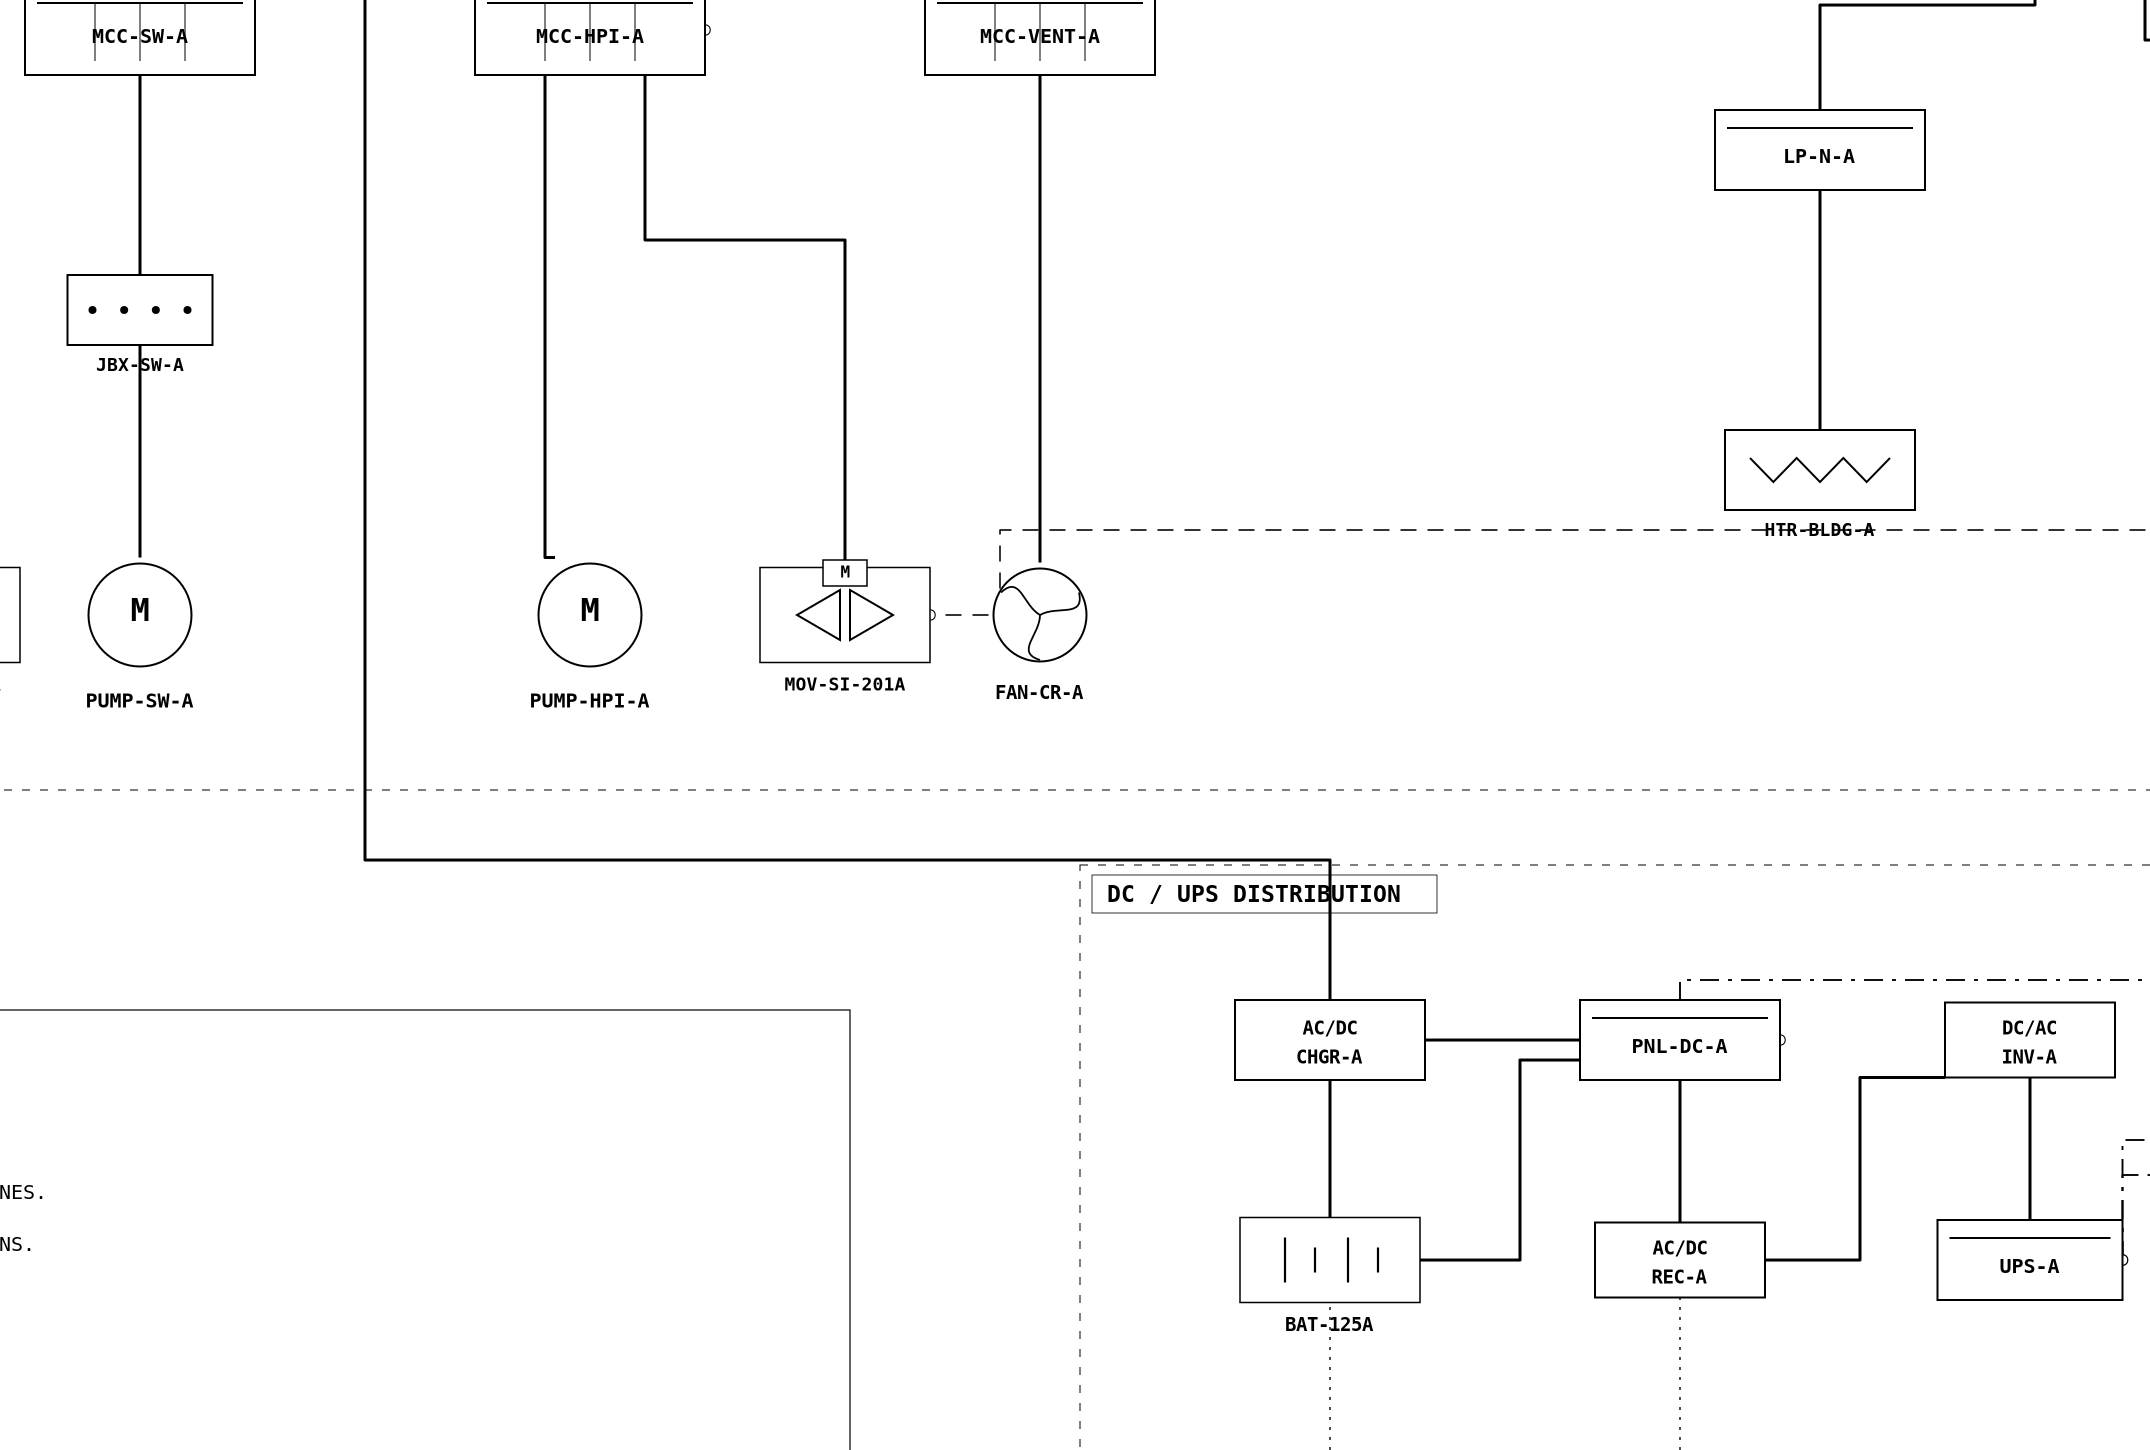 MCC-SW-A
MCC-HPI-A
MCC-VENT-A
LP-N-A
JBX-SW-A
HTR-BLDG-A
M
M
M
MOV-SI-201A
FAN-CR-A
PUMP-SW-A
PUMP-HPI-A
DC / UPS DISTRIBUTION
AC/DC
CHGR-A
PNL-DC-A
DC/AC
INV-A
NES.
NS.
AC/DC
REC-A
UPS-A
BAT-125A